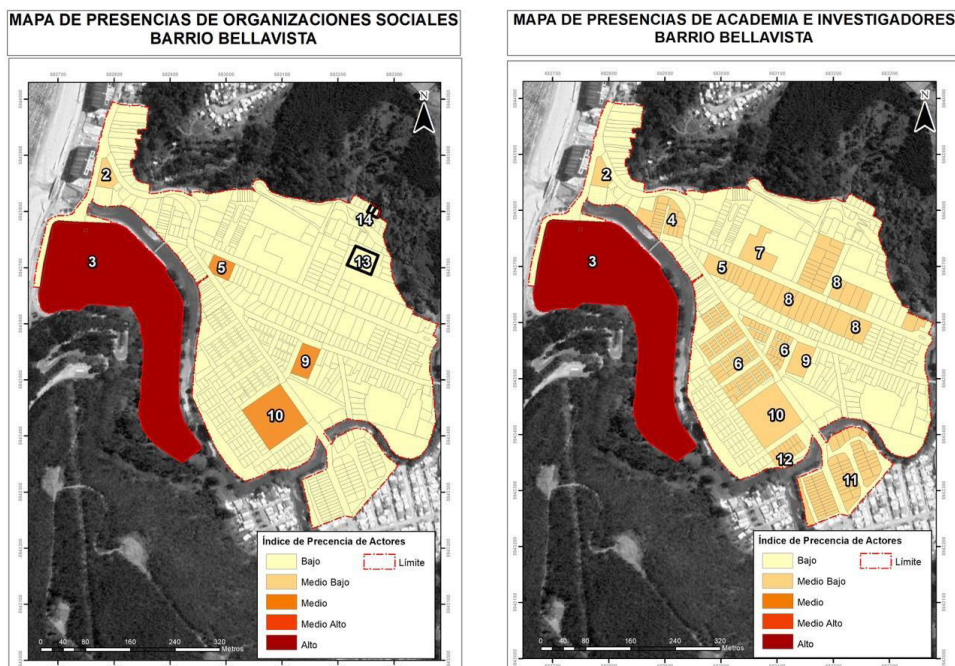 MAPA DE PRESENCIAS DE ORGANIZACIONES SOCIALES
BARRIO BELLAVISTA
N
2
14
3
13
5
9
10
Índice de Precencia de Actores
Bajo
Límite
Medio Bajo
Medio
Medio Alto
Alto
0 40 80 160 240 320
Metros
MAPA DE PRESENCIAS DE ACADEMIA E INVESTIGADORES
BARRIO BELLAVISTA
N
2
4
7
3
5
8
8
8
6
6
9
10
12
11
Índice de Precencia de Actores
Bajo
Límite
Medio Bajo
Medio
Medio Alto
Alto
0 40 80 160 240 320
Metros